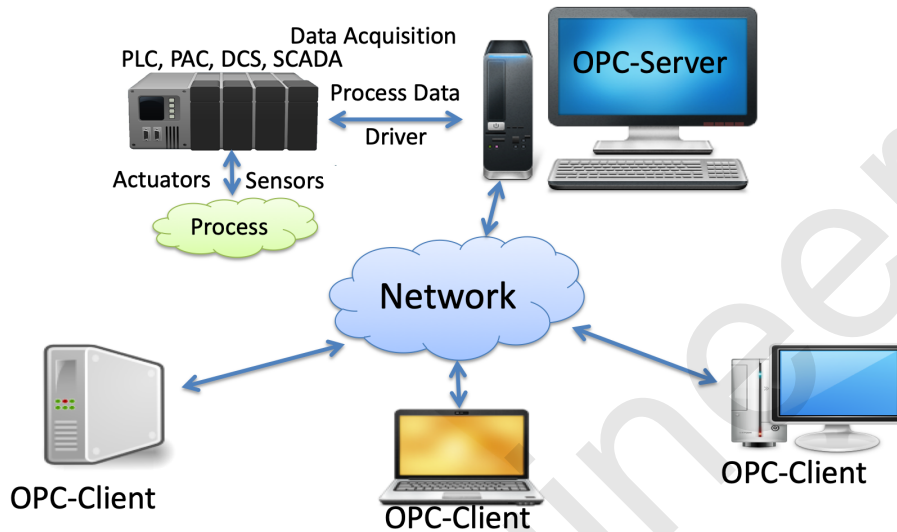 Data Acquisition
PLC, PAC, DCS, SCADA
OPC-Server
Process Data
Driver
Actuators
Sensors
Process
Network
OPC-Client
OPC-Client
OPC-Client